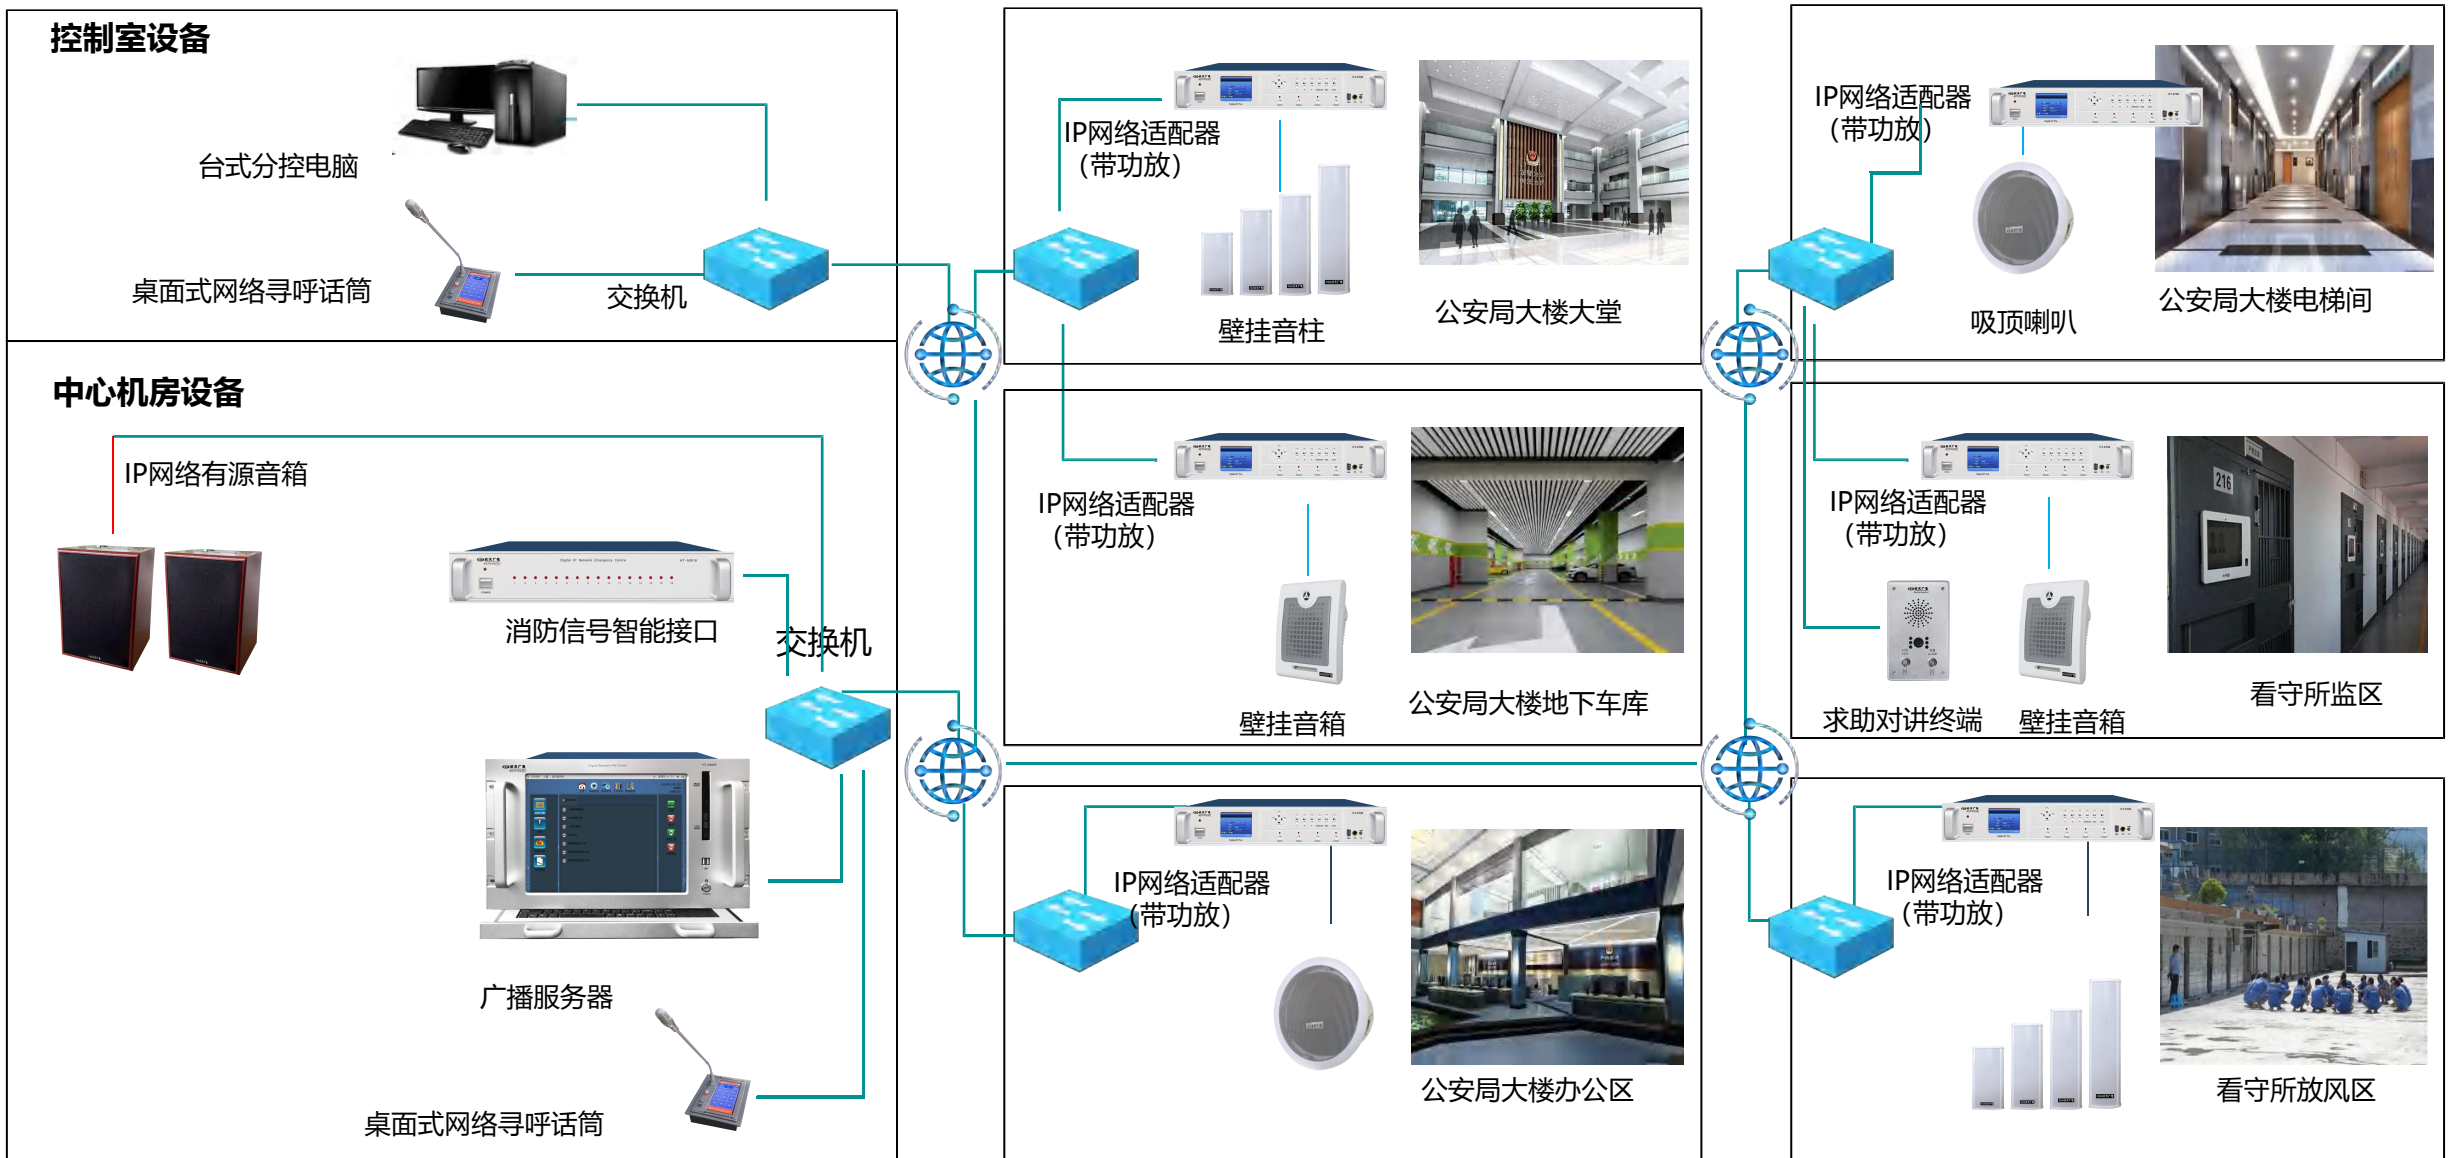 控制室设备
台式分控电脑
桌面式网络寻呼话筒
交换机
中心机房设备
IP网络有源音箱
消防信号智能接口
交换机
广播服务器
桌面式网络寻呼话筒
IP网络适配器
（带功放）
壁挂音柱
公安局大楼大堂
IP网络适配器
（带功放）
壁挂音箱
公安局大楼地下车库
IP网络适配器
（带功放）
公安局大楼办公区
IP网络适配器
（带功放）
吸顶喇叭
公安局大楼电梯间
IP网络适配器
（带功放）
216
求助对讲终端
壁挂音箱
看守所监区
IP网络适配器
（带功放）
看守所放风区
Digital IP Network Emergency Centre
POWER